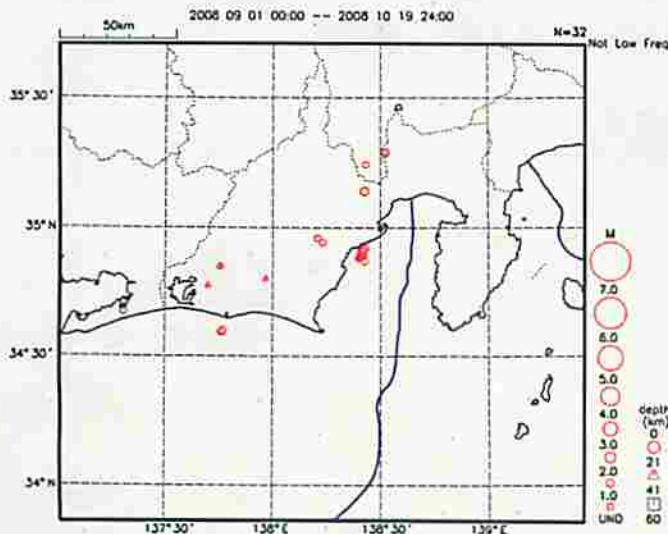 2008 09 01 00:00 -- 2008 10 19 24:00
50km
N=32
Not Low Freq
35°30'
35°N
34°30'
34°N
137°30'
138°E
138°30'
139°E
M
7.0
6.0
5.0
4.0
3.0
2.0
1.0
UND
depth
(km)
0
21
41
60